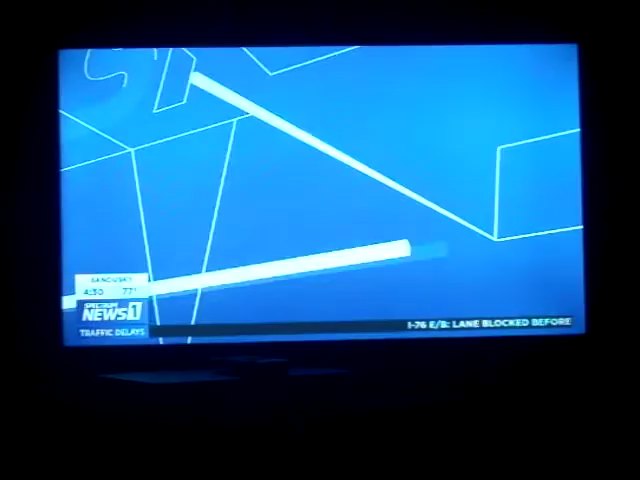 SANDUSKY
4:30 77°
SPECTRUM
NEWS1
TRAFFIC DELAYS
I-76 E/B: LANE BLOCKED BEFORE